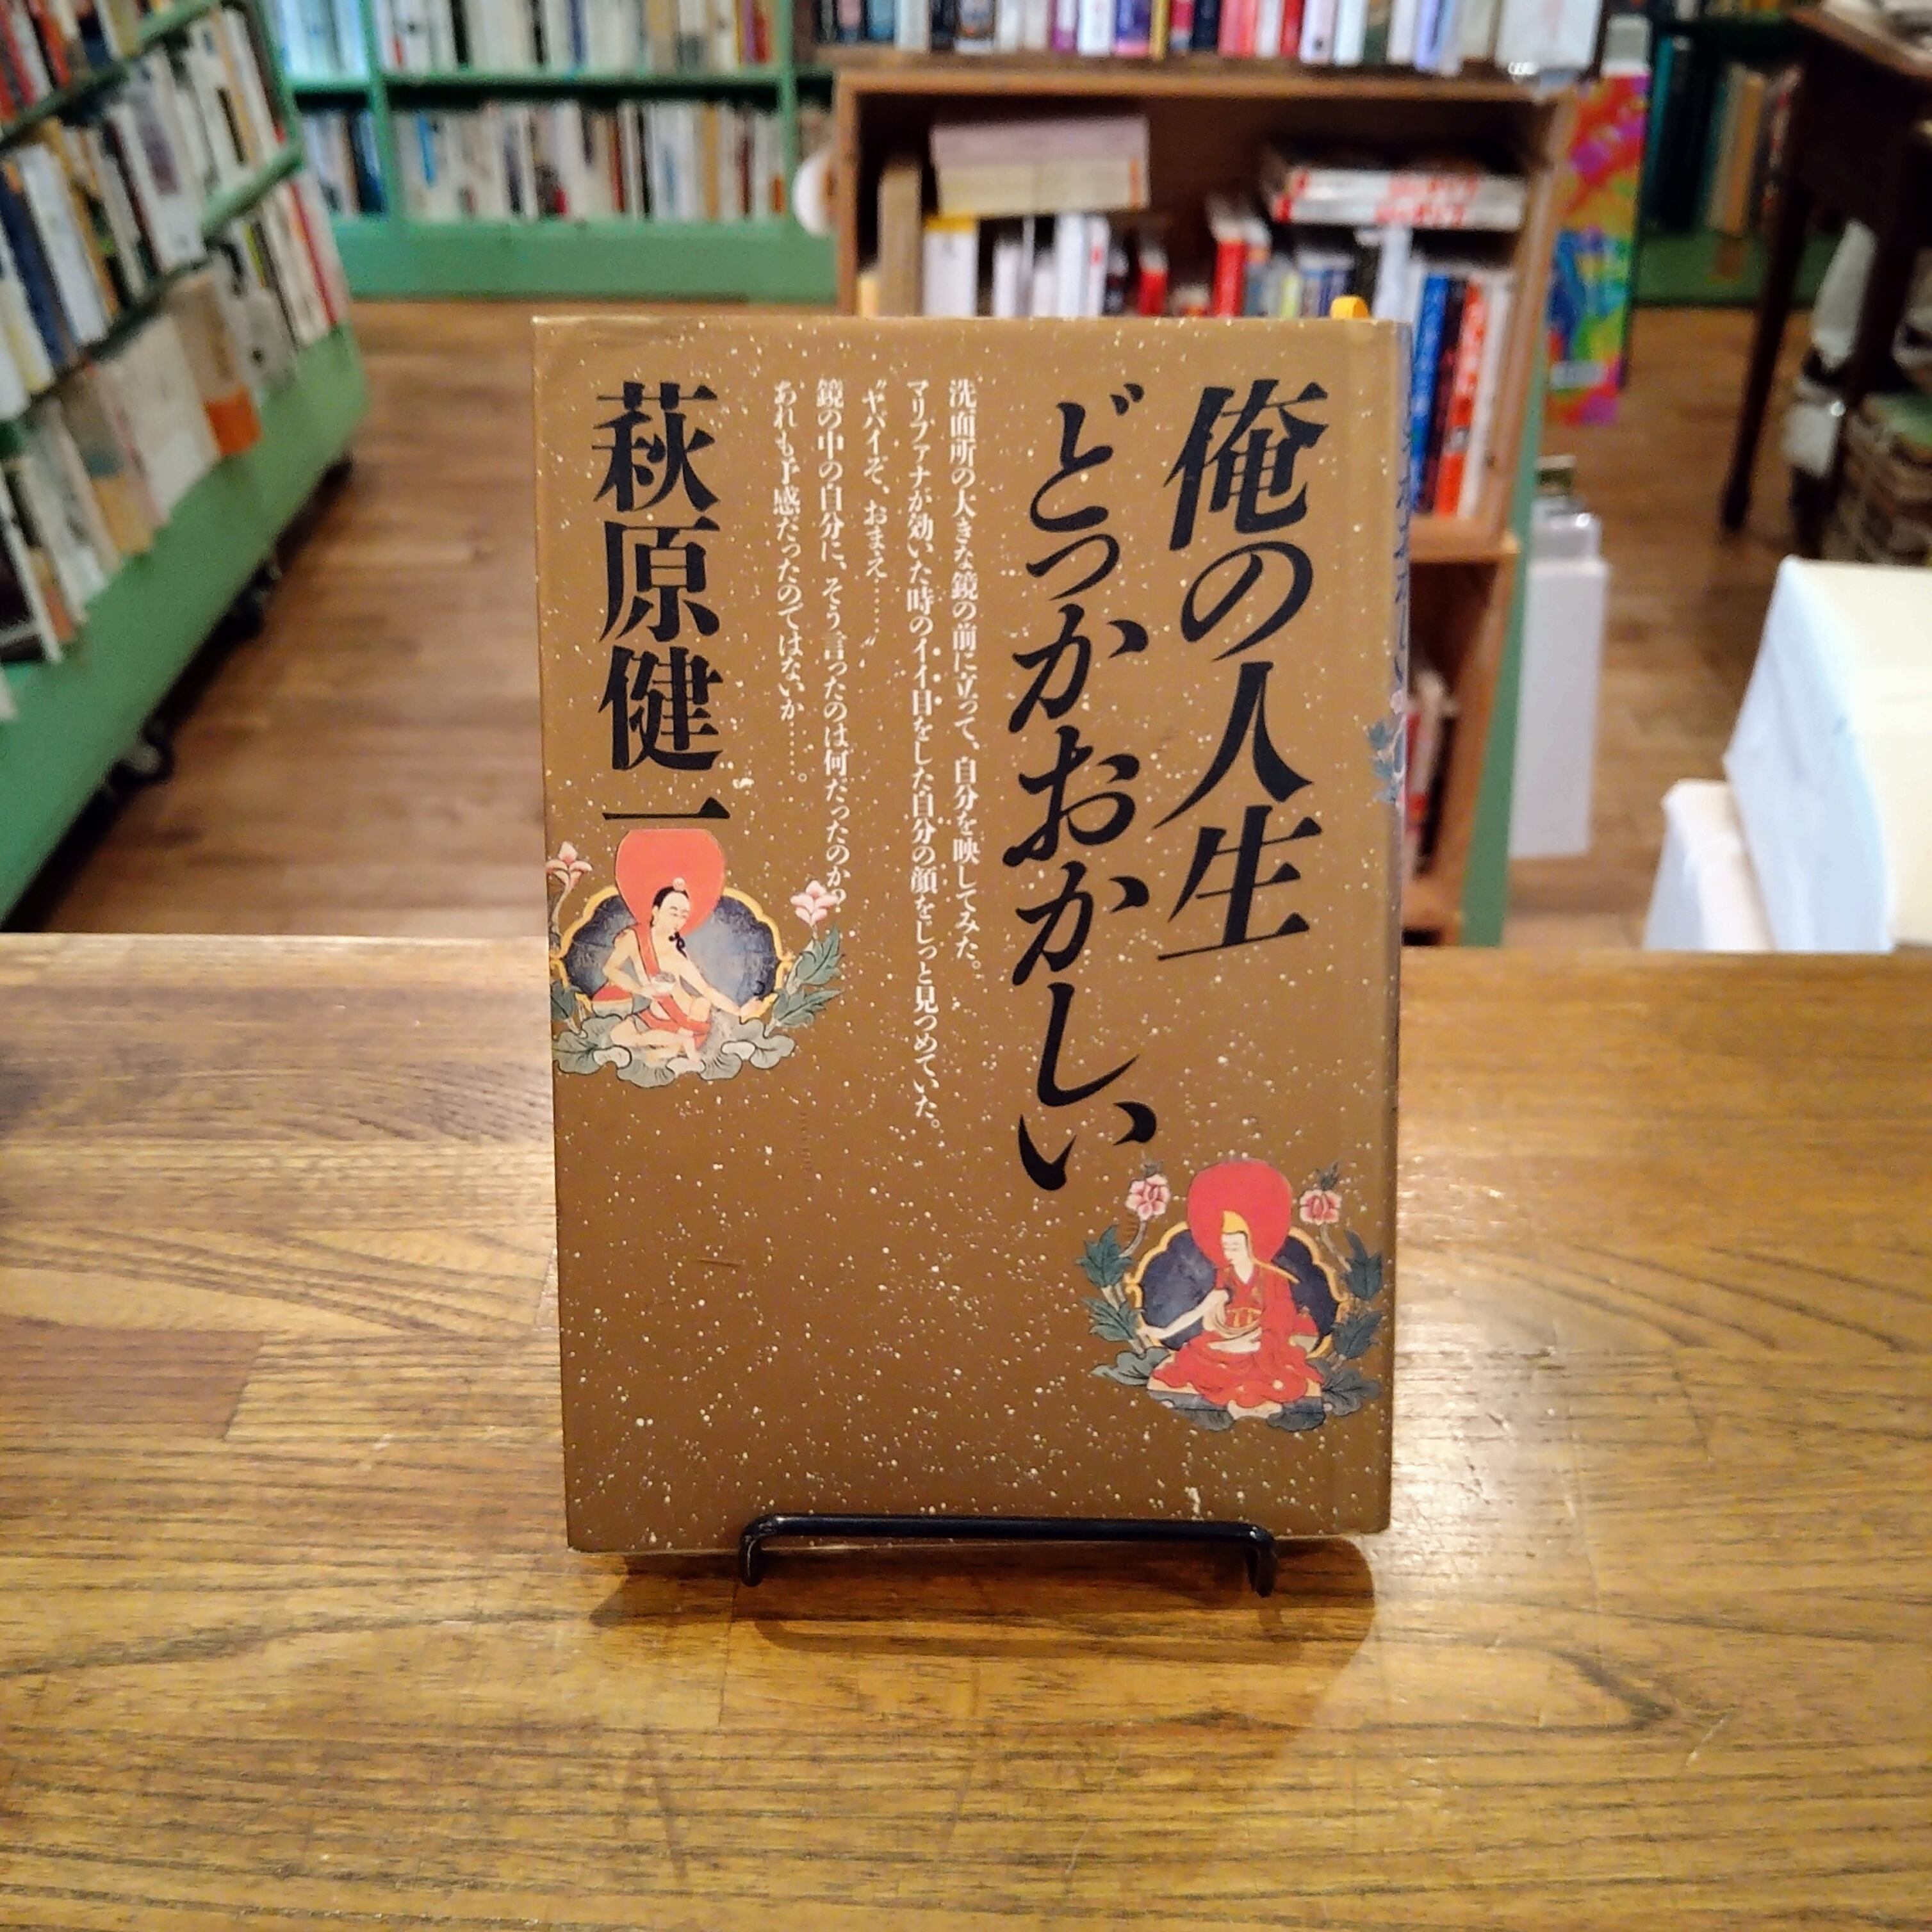 俺の人生
どっかおかしい
洗面所の大きな鏡の前に立って、自分を映してみた。
マリファナが効いた時のイイ目をした自分の顔をじっと見つめていた。
〝ヤバイぞ、おまえ……〟
鏡の中の自分に、そう言ったのは何だったのか？
あれも予感だったのではないか……。
萩原健一